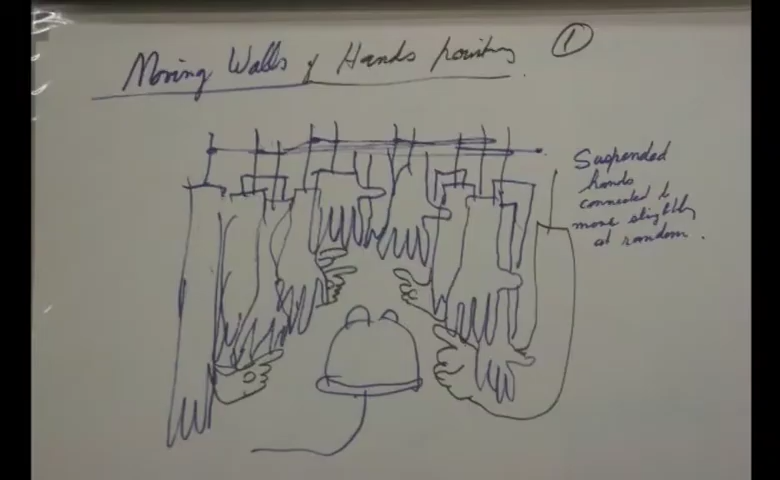 Moving Walls of Hands pointing ①
Suspended
hands
connected to
move slightly
at random.